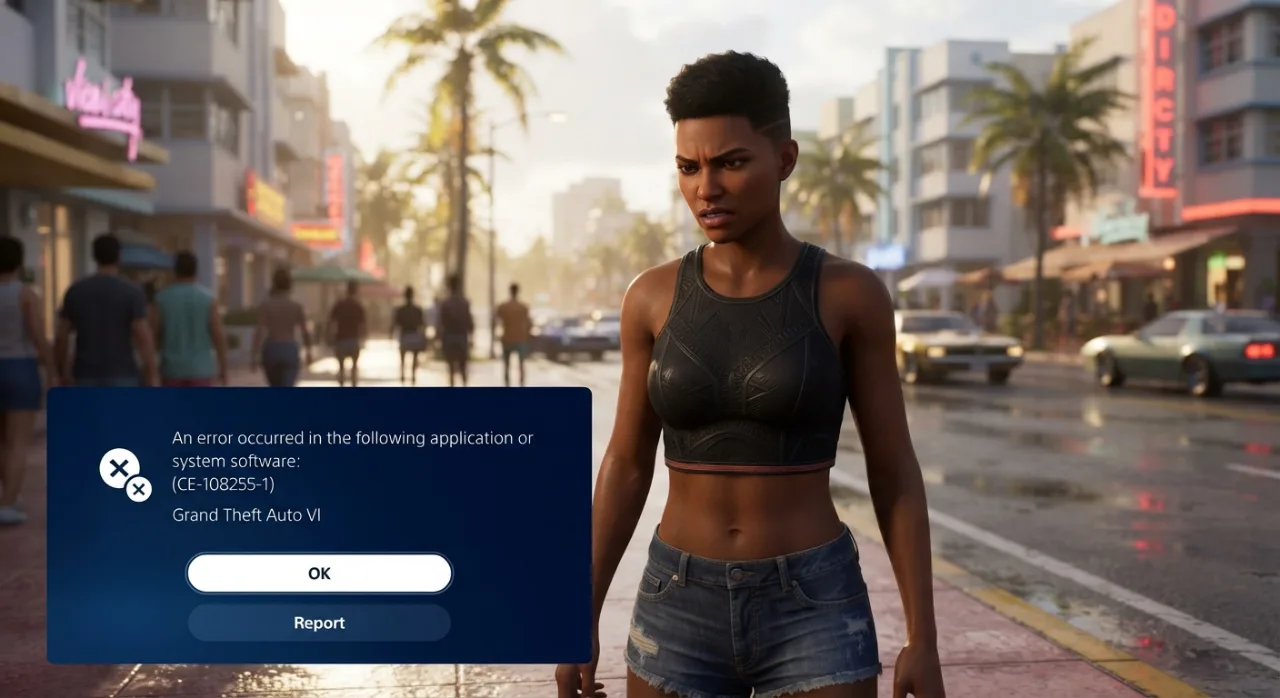 DIRCTY
An error occurred in the following application or
system software:
(CE-108255-1)
Grand Theft Auto VI
OK
Report